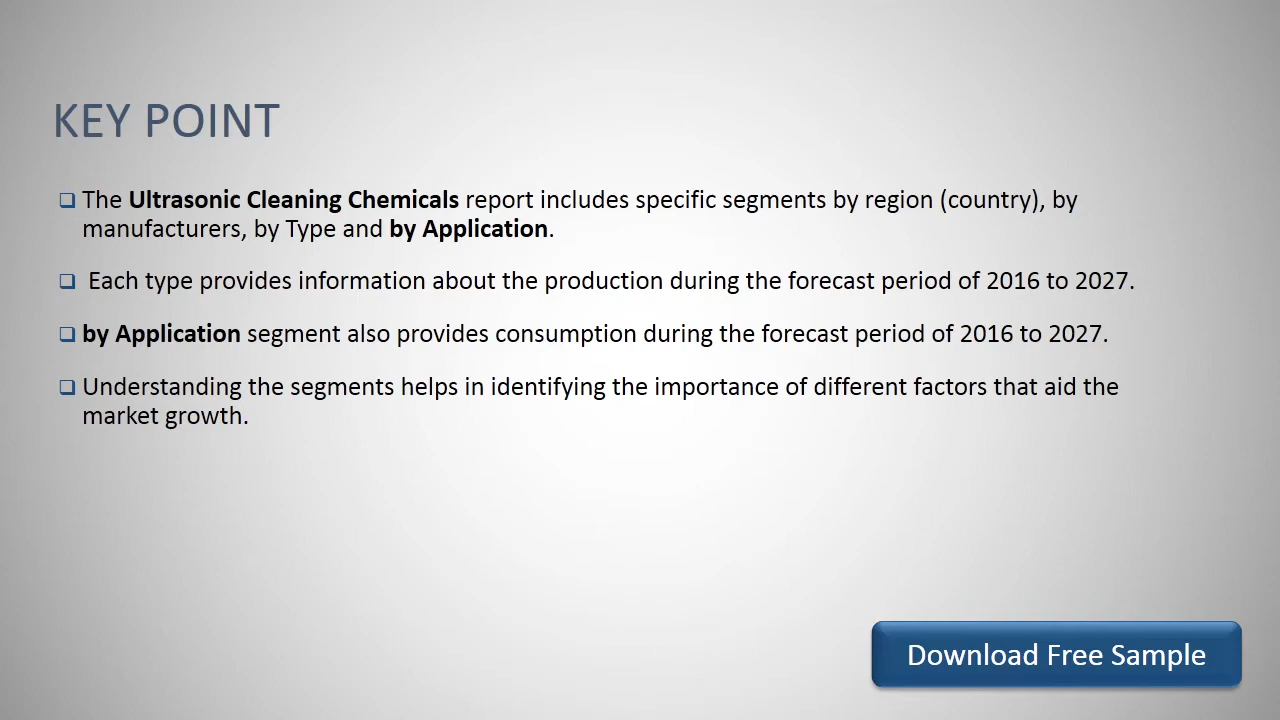 KEY POINT
The Ultrasonic Cleaning Chemicals report includes specific segments by region (country), by
manufacturers, by Type and by Application.
Each type provides information about the production during the forecast period of 2016 to 2027.
by Application segment also provides consumption during the forecast period of 2016 to 2027.
Understanding the segments helps in identifying the importance of different factors that aid the
market growth.
Download Free Sample